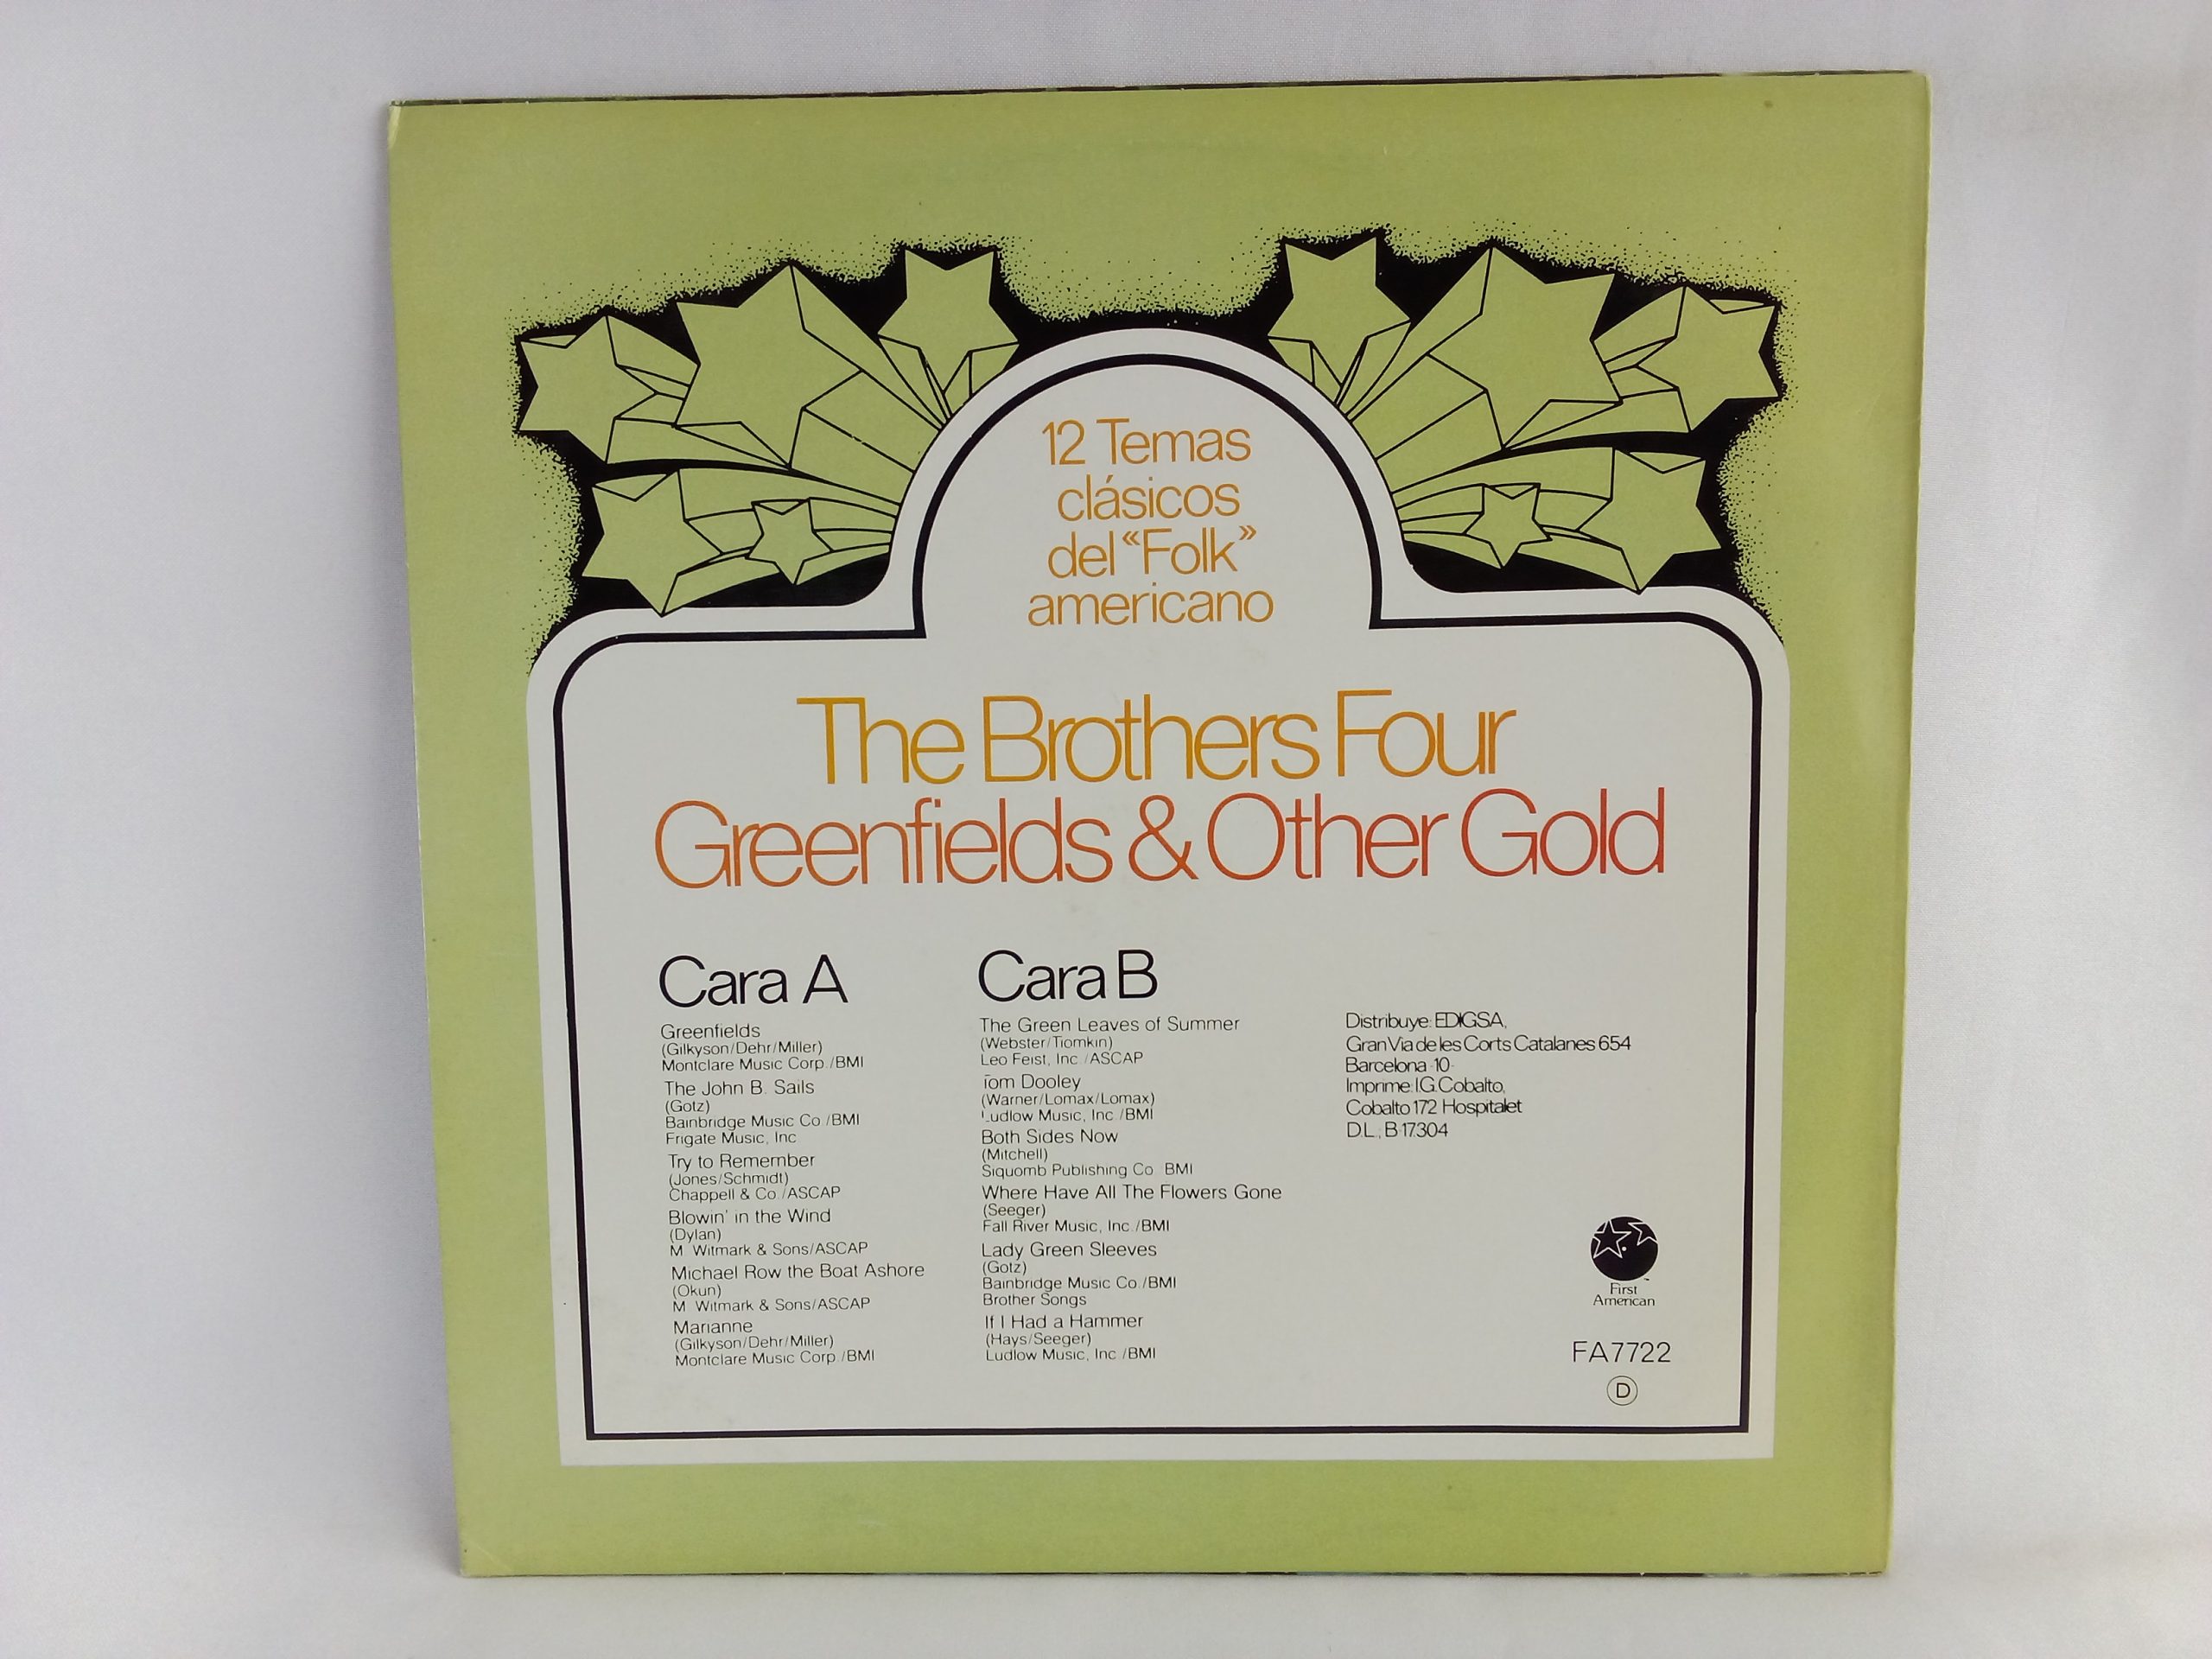 12 Temas
clásicos
del “Folk”
americano
The Brothers Four
Greenfields & Other Gold
Cara A
Greenfields
(Gilkyson/Dehr/Miller)
Montclare Music Corp./BMI
The John B. Sails
(Gotz)
Bainbridge Music Co./BMI
Frigate Music, Inc
Try to Remember
(Jones/Schmidt)
Chappell & Co./ASCAP
Blowin' in the Wind
(Dylan)
M Witmark & Sons/ASCAP
Michael Row the Boat Ashore
(Okun)
M Witmark & Sons/ASCAP
Marianne
(Gilkyson/Dehr/Miller)
Montclare Music Corp./BMI
Cara B
The Green Leaves of Summer
(Webster/Tiomkin)
Leo Feist, Inc./ASCAP
Tom Dooley
(Warner/Lomax/Lomax)
Ludlow Music, Inc./BMI
Both Sides Now
(Mitchell)
Siquomb Publishing Co BMI
Where Have All The Flowers Gone
(Seeger)
Fall River Music, Inc./BMI
Lady Green Sleeves
(Gotz)
Bainbridge Music Co./BMI
Brother Songs
If I Had a Hammer
(Hays/Seeger)
Ludlow Music, Inc./BMI
Distribuye: EDIGSA,
Gran Via de les Corts Catalanes 654
Barcelona -10-
Imprime: I.G. Cobalto,
Cobalto 172 Hospitalet
D.L.; B-17.304
First
American
FA7722
D